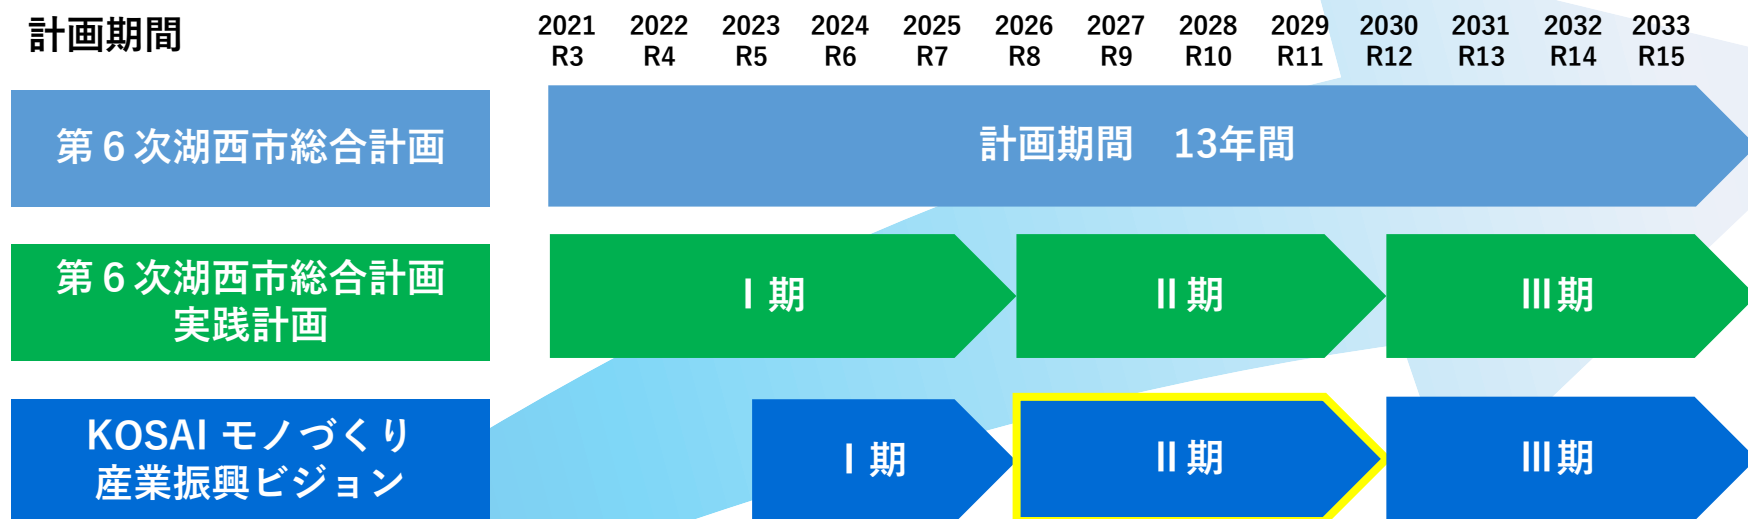 計画期間
2021 2022 2023 2024 2025 2026 2027 2028 2029 2030 2031 2032 2033
R3 R4 R5 R6 R7 R8 R9 R10 R11 R12 R13 R14 R15
第6次湖西市総合計画
計画期間　13年間
第6次湖西市総合計画
実践計画
Ⅰ期
Ⅱ期
Ⅲ期
KOSAI モノづくり
産業振興ビジョン
Ⅰ期
Ⅱ期
Ⅲ期